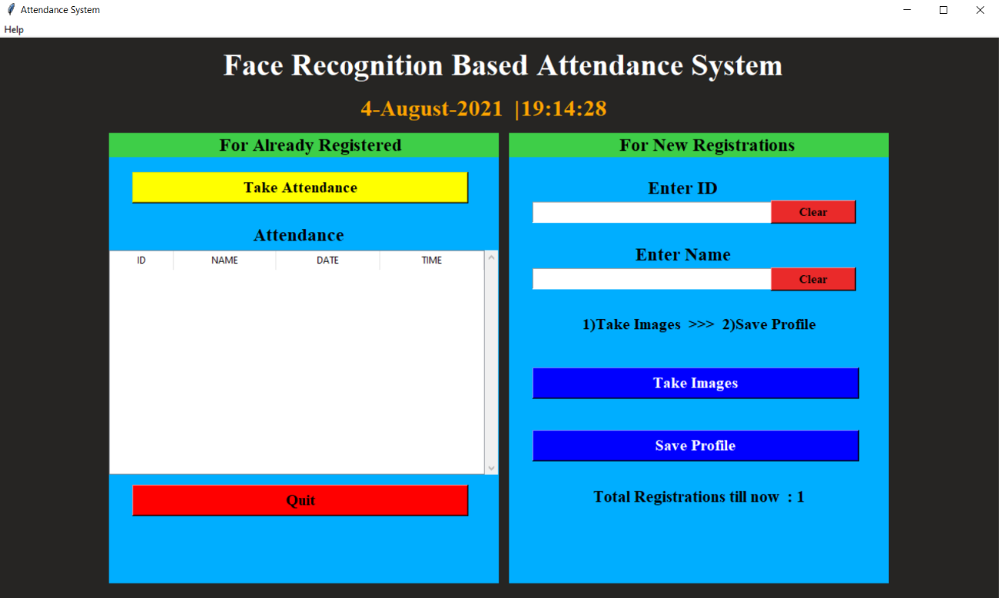 Attendance System
Help
Face Recognition Based Attendance System
4-August-2021 |19:14:28
For Already Registered
Take Attendance
Attendance
ID NAME DATE TIME
Quit
For New Registrations
Enter ID
Clear
Enter Name
Clear
1)Take Images >>> 2)Save Profile
Take Images
Save Profile
Total Registrations till now : 1